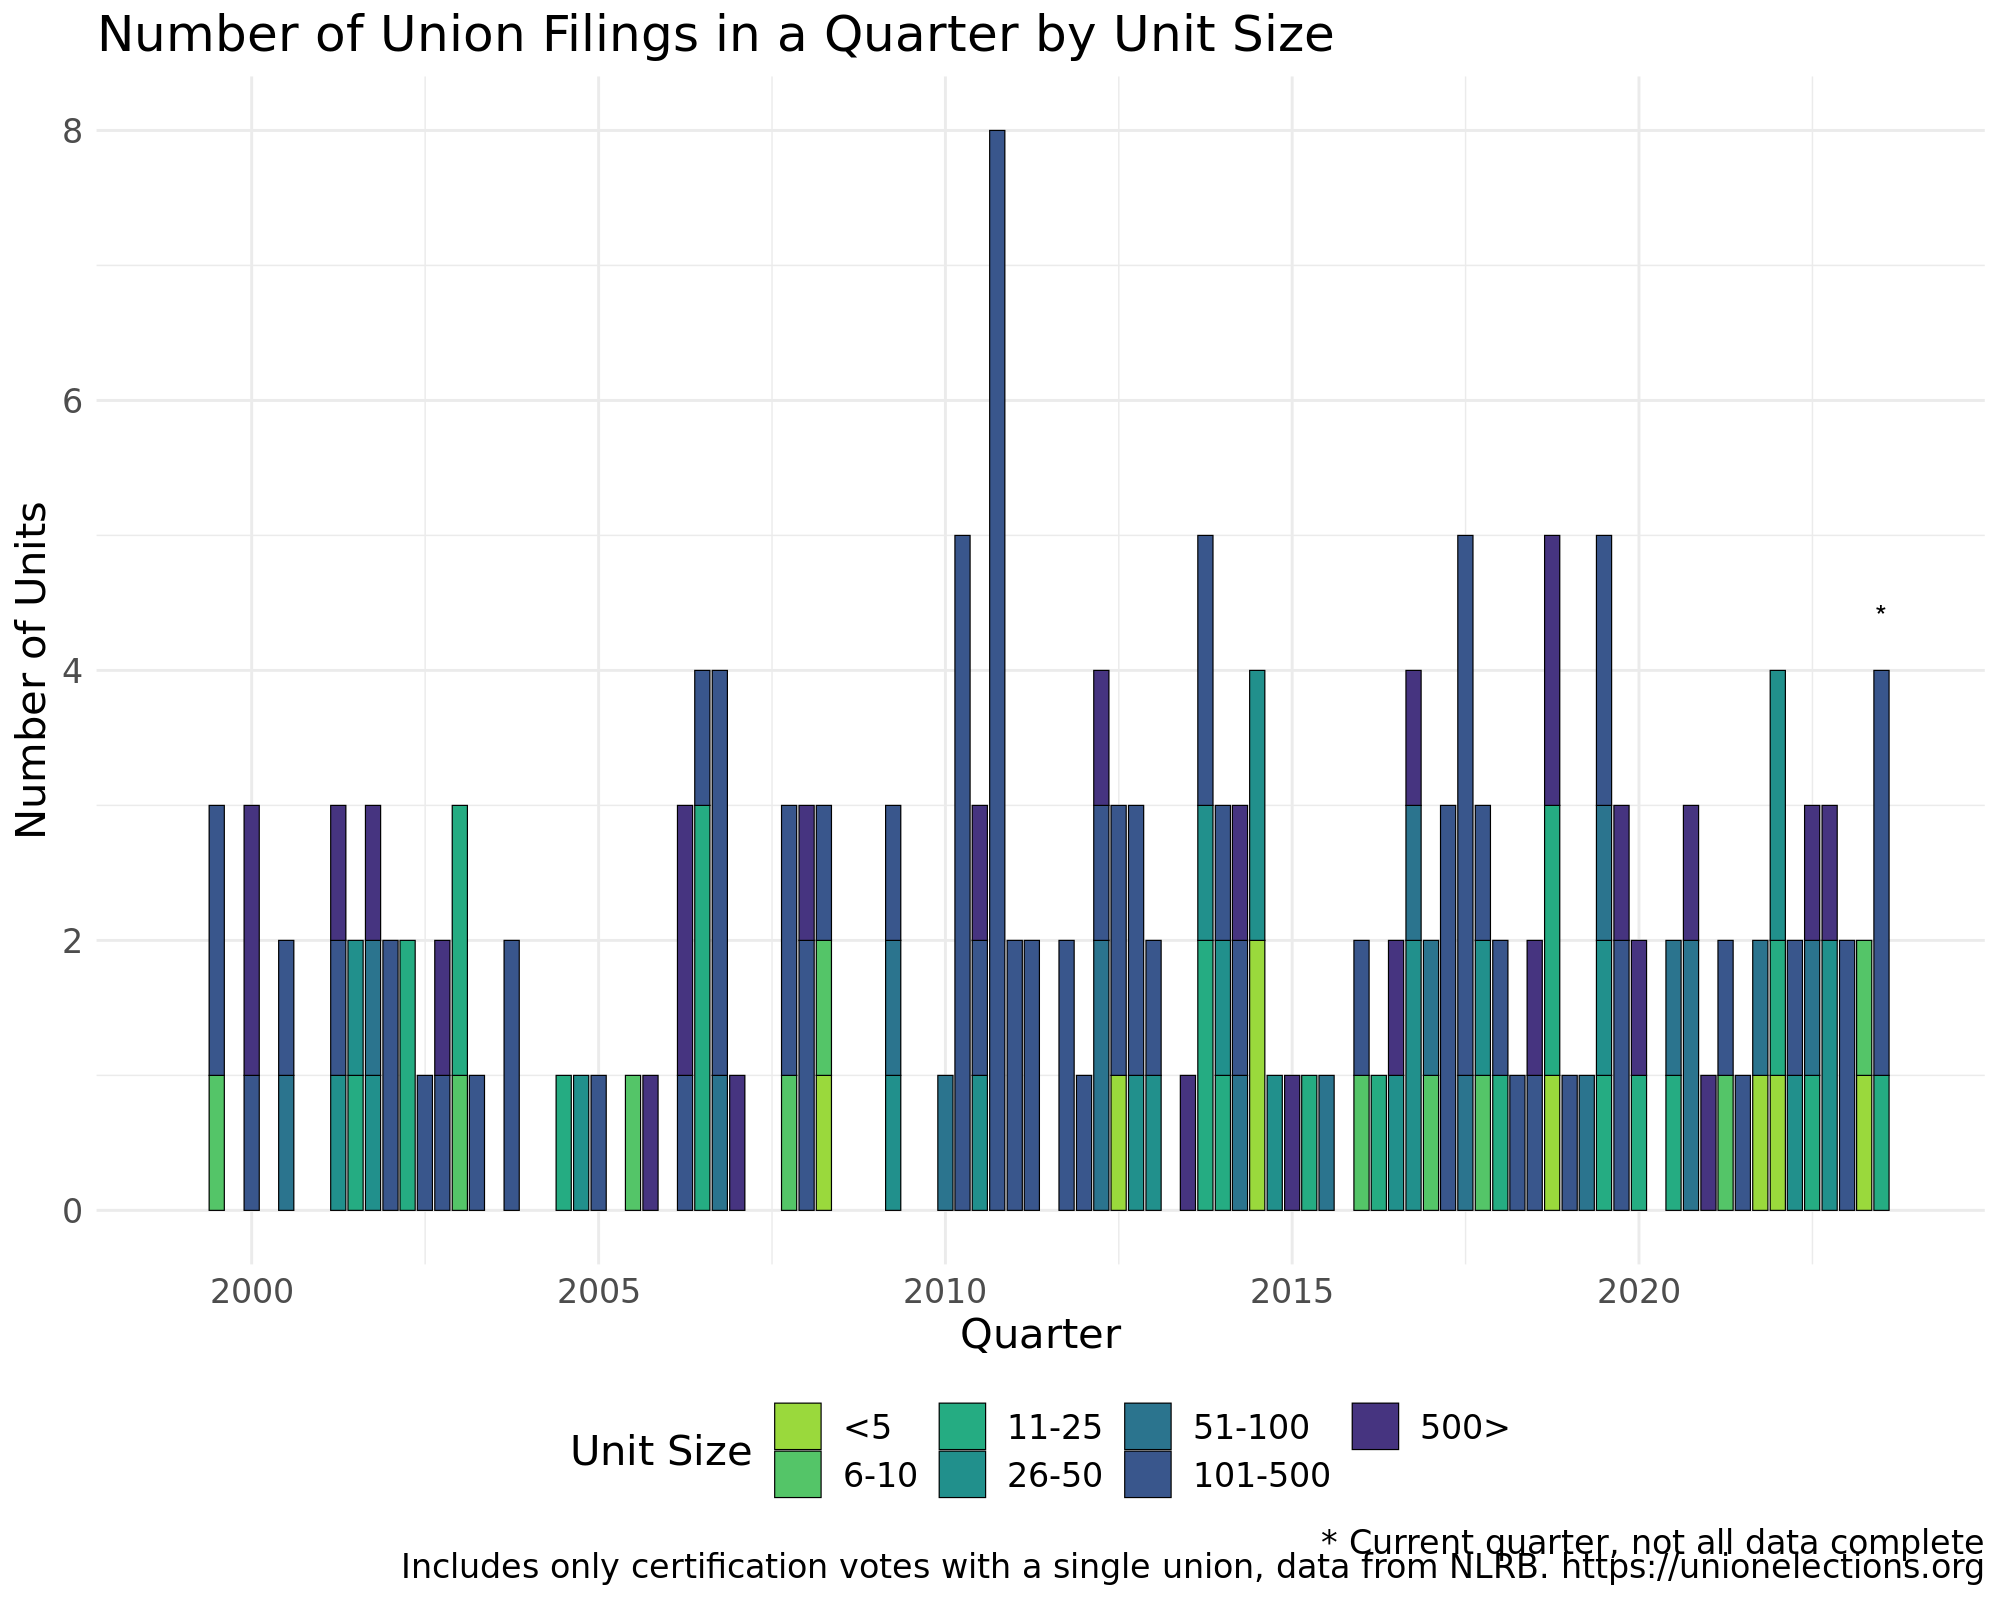 Number of Union Filings in a Quarter by Unit Size
Number of Units
8
6
4
2
0
*
2000 2005 2010 2015 2020
Quarter
Unit Size
<5 11-25 51-100 500>
6-10 26-50 101-500
* Current quarter, not all data complete
Includes only certification votes with a single union, data from NLRB. https://unionelections.org